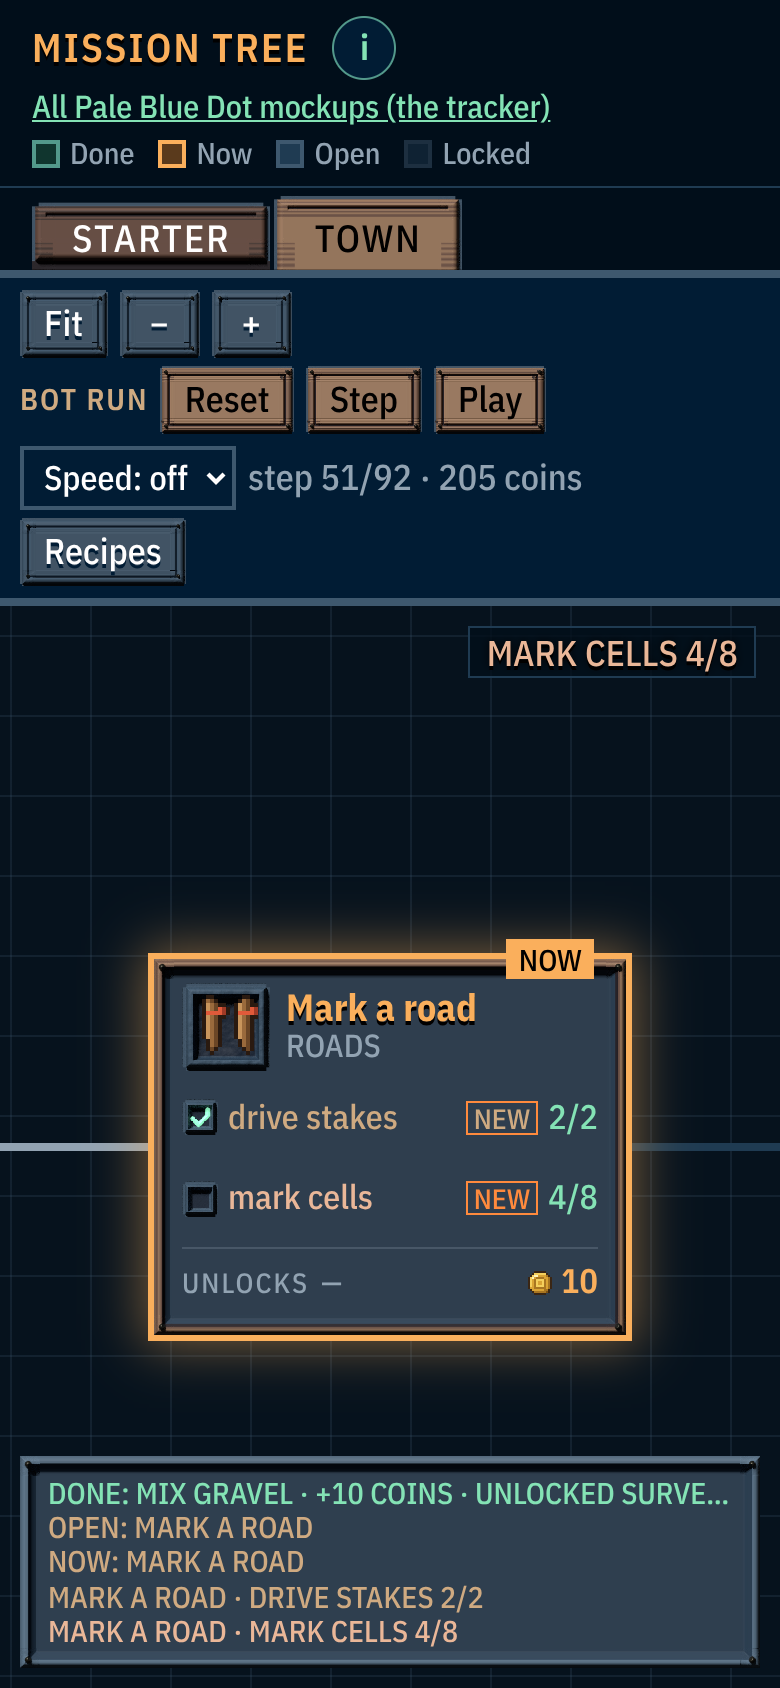 MISSION TREE i
All Pale Blue Dot mockups (the tracker)
Done Now Open Locked
STARTER TOWN
Fit − +
BOT RUN Reset Step Play
Speed: off step 51/92 · 205 coins
Recipes
MARK CELLS 4/8
NOW
Mark a road
ROADS
drive stakes NEW 2/2
mark cells NEW 4/8
UNLOCKS — 10
DONE: MIX GRAVEL · +10 COINS · UNLOCKED SURVE...
OPEN: MARK A ROAD
NOW: MARK A ROAD
MARK A ROAD · DRIVE STAKES 2/2
MARK A ROAD · MARK CELLS 4/8